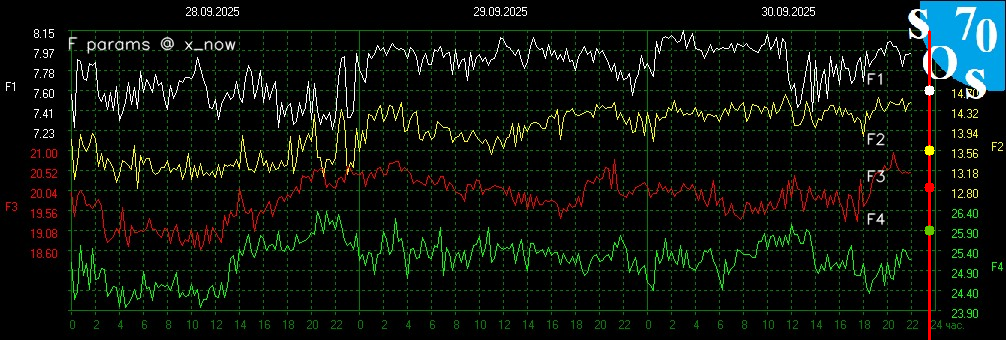 28.09.2025 29.09.2025 30.09.2025
SOS 70
F params @ x_now
8.15
7.97
7.78
F1 7.60
7.41
7.23
21.00
20.52
20.04
F3 19.56
19.08
18.60
F1
F2
F3
F4
14.70
14.32
13.94
13.56 F2
13.18
12.80
26.40
25.90
25.40
24.90 F4
24.40
23.90
0 2 4 6 8 10 12 14 16 18 20 22 0 2 4 6 8 10 12 14 16 18 20 22 0 2 4 6 8 10 12 14 16 18 20 22 24 час.